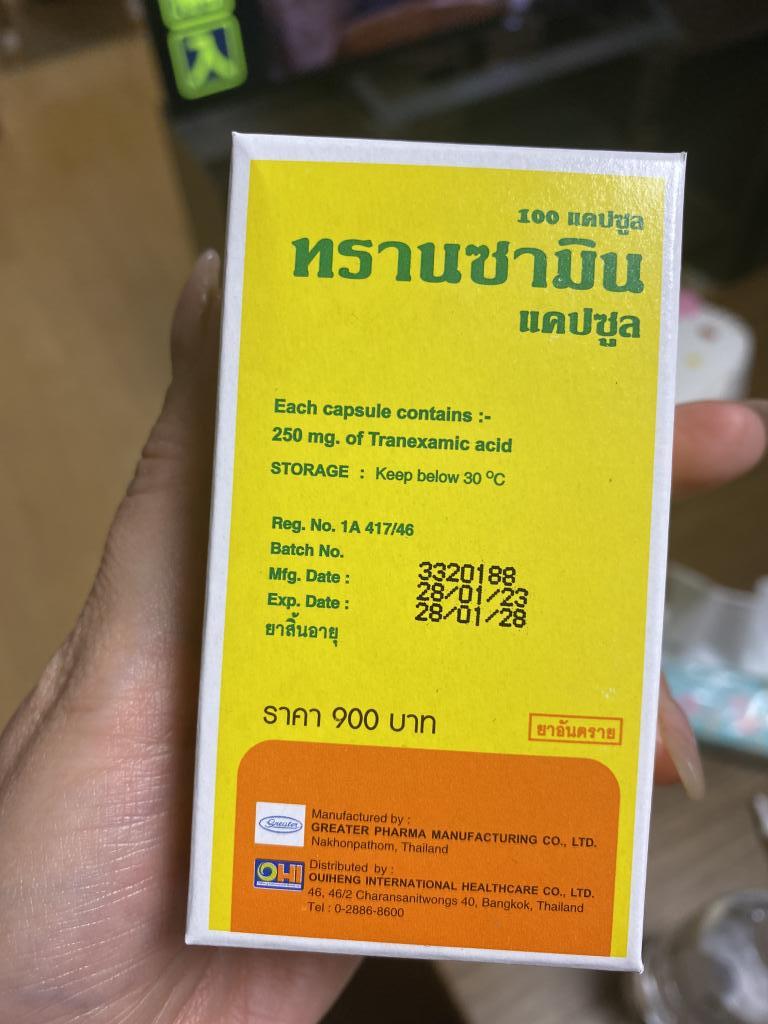 100 แคปซูล
ทรานซามิน
แคปซูล
Each capsule contains :-
250 mg. of Tranexamic acid
STORAGE : Keep below 30 °C
Reg. No. 1A 417/46
Batch No. 3320188
Mfg. Date : 28/01/23
Exp. Date : 28/01/28
ยาสิ้นอายุ
ราคา 900 บาท
ยาอันตราย
Greater
Manufactured by :
GREATER PHARMA MANUFACTURING CO., LTD.
Nakhonpathom, Thailand
OHI
Distributed by :
OUIHENG INTERNATIONAL HEALTHCARE CO., LTD.
46, 46/2 Charansanitwongs 40, Bangkok, Thailand
Tel : 0-2886-8600